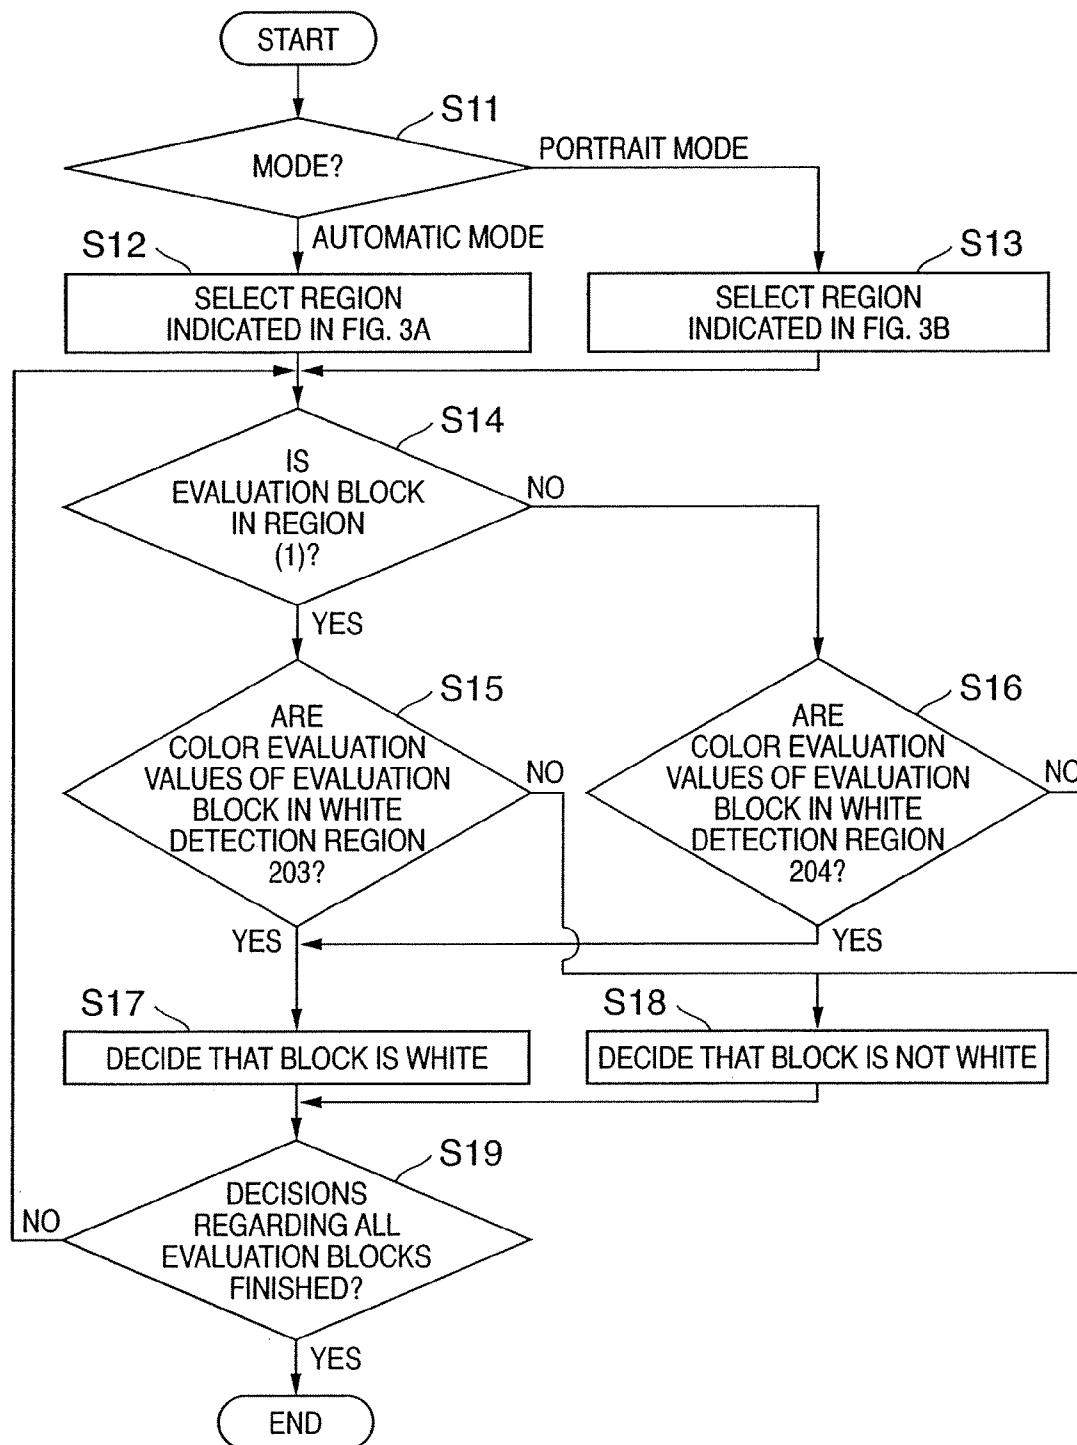 START
S11
MODE?
PORTRAIT MODE
AUTOMATIC MODE
S12
SELECT REGION
INDICATED IN FIG. 3A
S13
SELECT REGION
INDICATED IN FIG. 3B
S14
IS
EVALUATION BLOCK
IN REGION
(1)?
NO
YES
S15
ARE
COLOR EVALUATION
VALUES OF EVALUATION
BLOCK IN WHITE
DETECTION REGION
203?
NO
YES
S16
ARE
COLOR EVALUATION
VALUES OF EVALUATION
BLOCK IN WHITE
DETECTION REGION
204?
NO
YES
S17
DECIDE THAT BLOCK IS WHITE
S18
DECIDE THAT BLOCK IS NOT WHITE
S19
DECISIONS
REGARDING ALL
EVALUATION BLOCKS
FINISHED?
NO
YES
END